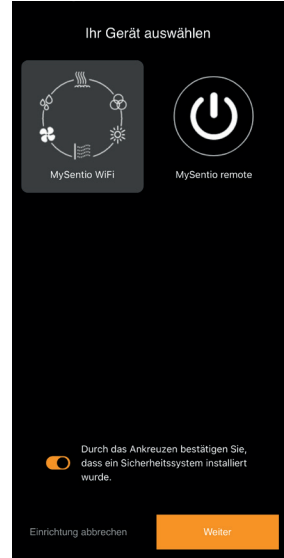 Ihr Gerät auswählen
MySentio WiFi MySentio remote
Durch das Ankreuzen bestätigen Sie,
dass ein Sicherheitssystem installiert
wurde.
Einrichtung abbrechen Weiter